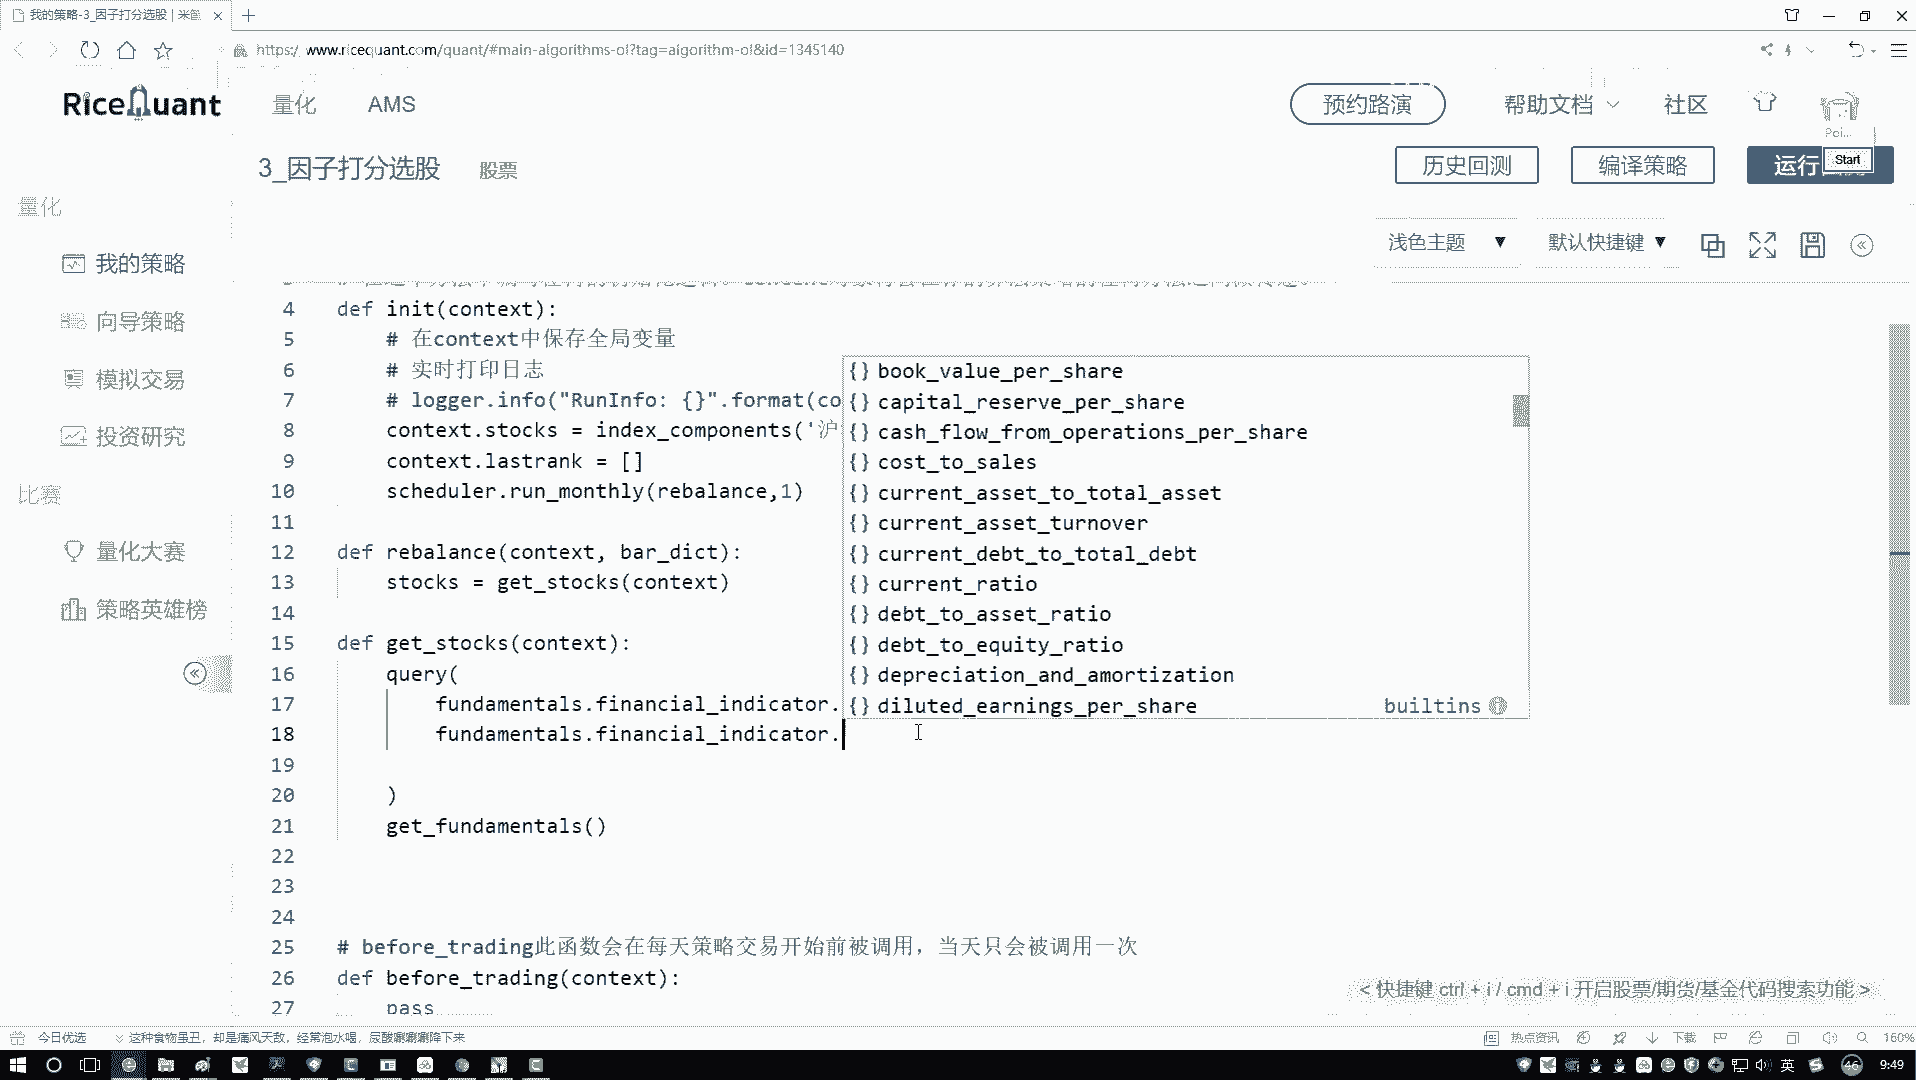 我的策略-3_因子打分选股 | 米筐
https://www.ricequant.com/quant/#main-algorithms-ol?tag=algorithm-ol&id=1345140
RiceQuant
量化
AMS
预约路演
帮助文档
社区
Poi...
3_因子打分选股
股票
历史回测
编译策略
运行
Start
量化
我的策略
向导策略
模拟交易
投资研究
比赛
量化大赛
策略英雄榜
浅色主题 ▼
默认快捷键 ▼
4 def init(context):
5 # 在context中保存全局变量
6 # 实时打印日志
7 # logger.info("RunInfo: {}".format(co
8 context.stocks = index_components('沪
9 context.lastrank = []
10 scheduler.run_monthly(rebalance,1)
11
12 def rebalance(context, bar_dict):
13 stocks = get_stocks(context)
14
15 def get_stocks(context):
16 query(
17 fundamentals.financial_indicator.
18 fundamentals.financial_indicator.
19
20 )
21 get_fundamentals()
22
23
24
25 # before_trading此函数会在每天策略交易开始前被调用，当天只会被调用一次
26 def before_trading(context):
27 pass
{} book_value_per_share
{} capital_reserve_per_share
{} cash_flow_from_operations_per_share
{} cost_to_sales
{} current_asset_to_total_asset
{} current_asset_turnover
{} current_debt_to_total_debt
{} current_ratio
{} debt_to_asset_ratio
{} debt_to_equity_ratio
{} depreciation_and_amortization
{} diluted_earnings_per_share builtins
< 快捷键 ctrl + i / cmd + i 开启股票/期货/基金代码搜索功能 >
今日优选
这种食物虽丑，却是痛风天敌，经常泡水喝，尿酸唰唰唰降下来
热点资讯
下载
160%
英
46
9:49